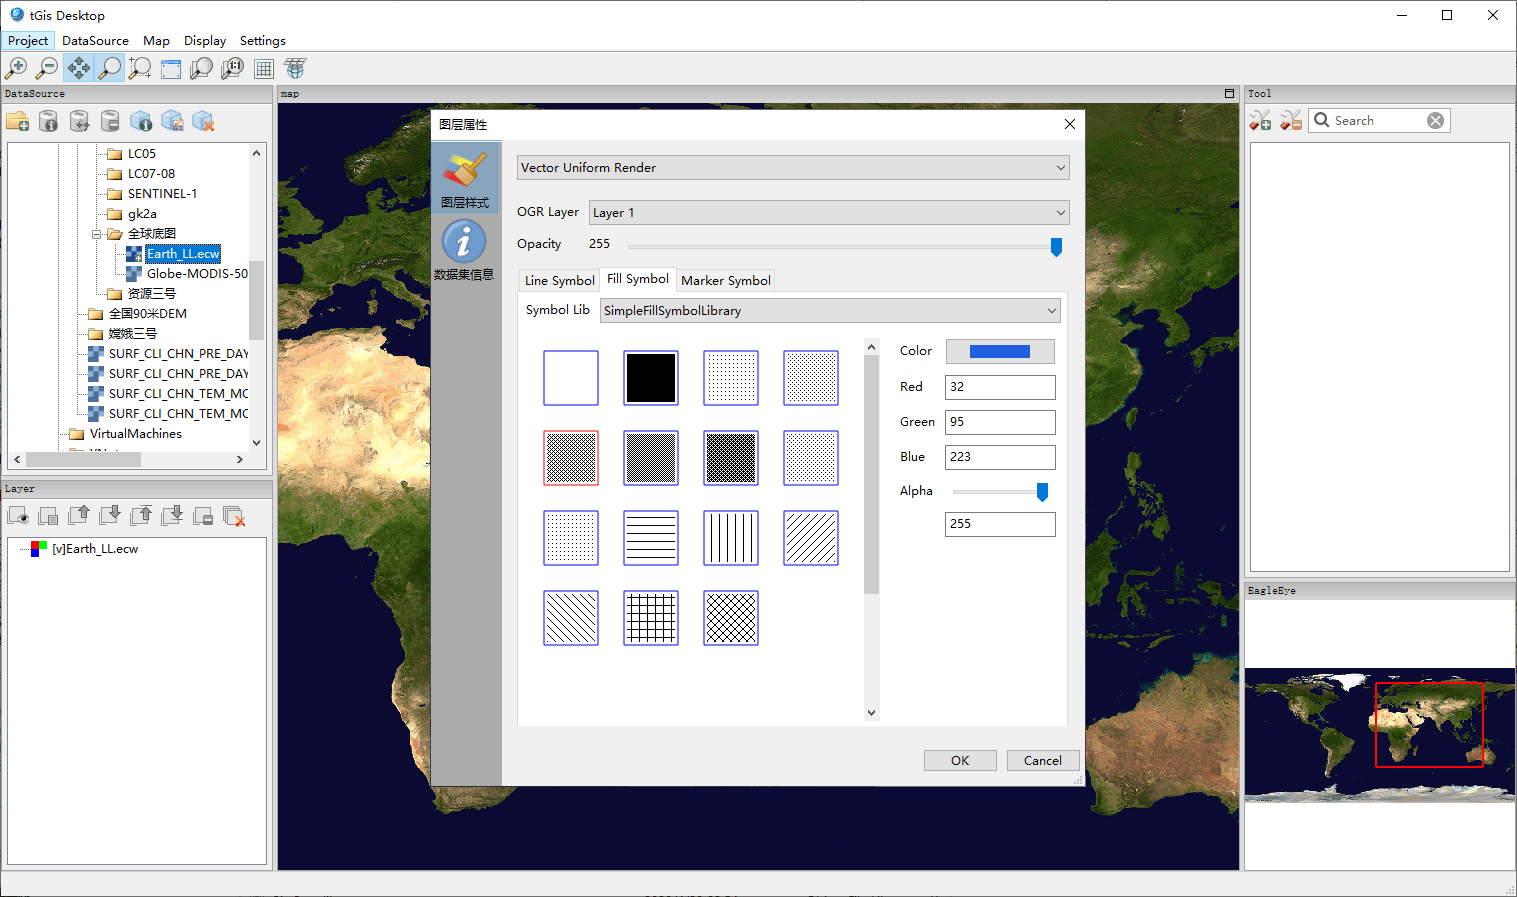 tGis Desktop
Project DataSource Map Display Settings
1:1
DataSource
LC05
LC07-08
SENTINEL-1
gk2a
全球底图
Earth_LL.ecw
Globe-MODIS-50
资源三号
全国90米DEM
嫦娥三号
SURF_CLI_CHN_PRE_DAY
SURF_CLI_CHN_PRE_DAY
SURF_CLI_CHN_TEM_MC
SURF_CLI_CHN_TEM_MC
VirtualMachines
Layer
[v]Earth_LL.ecw
map
图层属性
图层样式
数据集信息
Vector Uniform Render
OGR Layer Layer 1
Opacity 255
Line Symbol Fill Symbol Marker Symbol
Symbol Lib SimpleFillSymbolLibrary
Color
Red 32
Green 95
Blue 223
Alpha
255
OK Cancel
Tool
Search
EagleEye